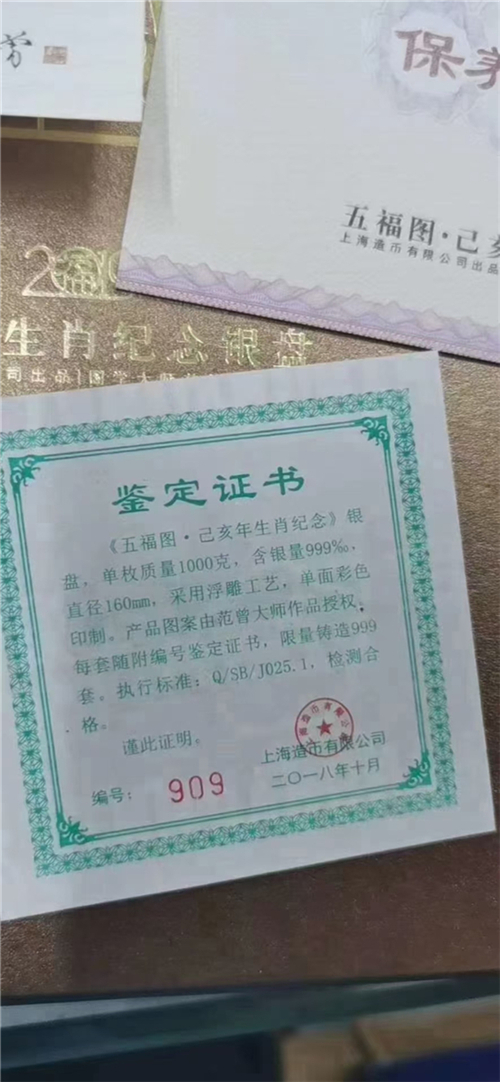 保养
五福图·己亥
上海造币有限公司出品
生肖纪念银盘
司出品|国学大师
鉴定证书
《五福图·己亥年生肖纪念》银
盘，单枚质量1000克，含银量999‰，
直径160mm，采用浮雕工艺，单面彩色
印制。产品图案由范曾大师作品授权，
每套随附编号鉴定证书，限量铸造999
套。执行标准：Q/SB/J025.1，检测合
格。
谨此证明。
上海造币有限公司
编号：909
二〇一八年十月